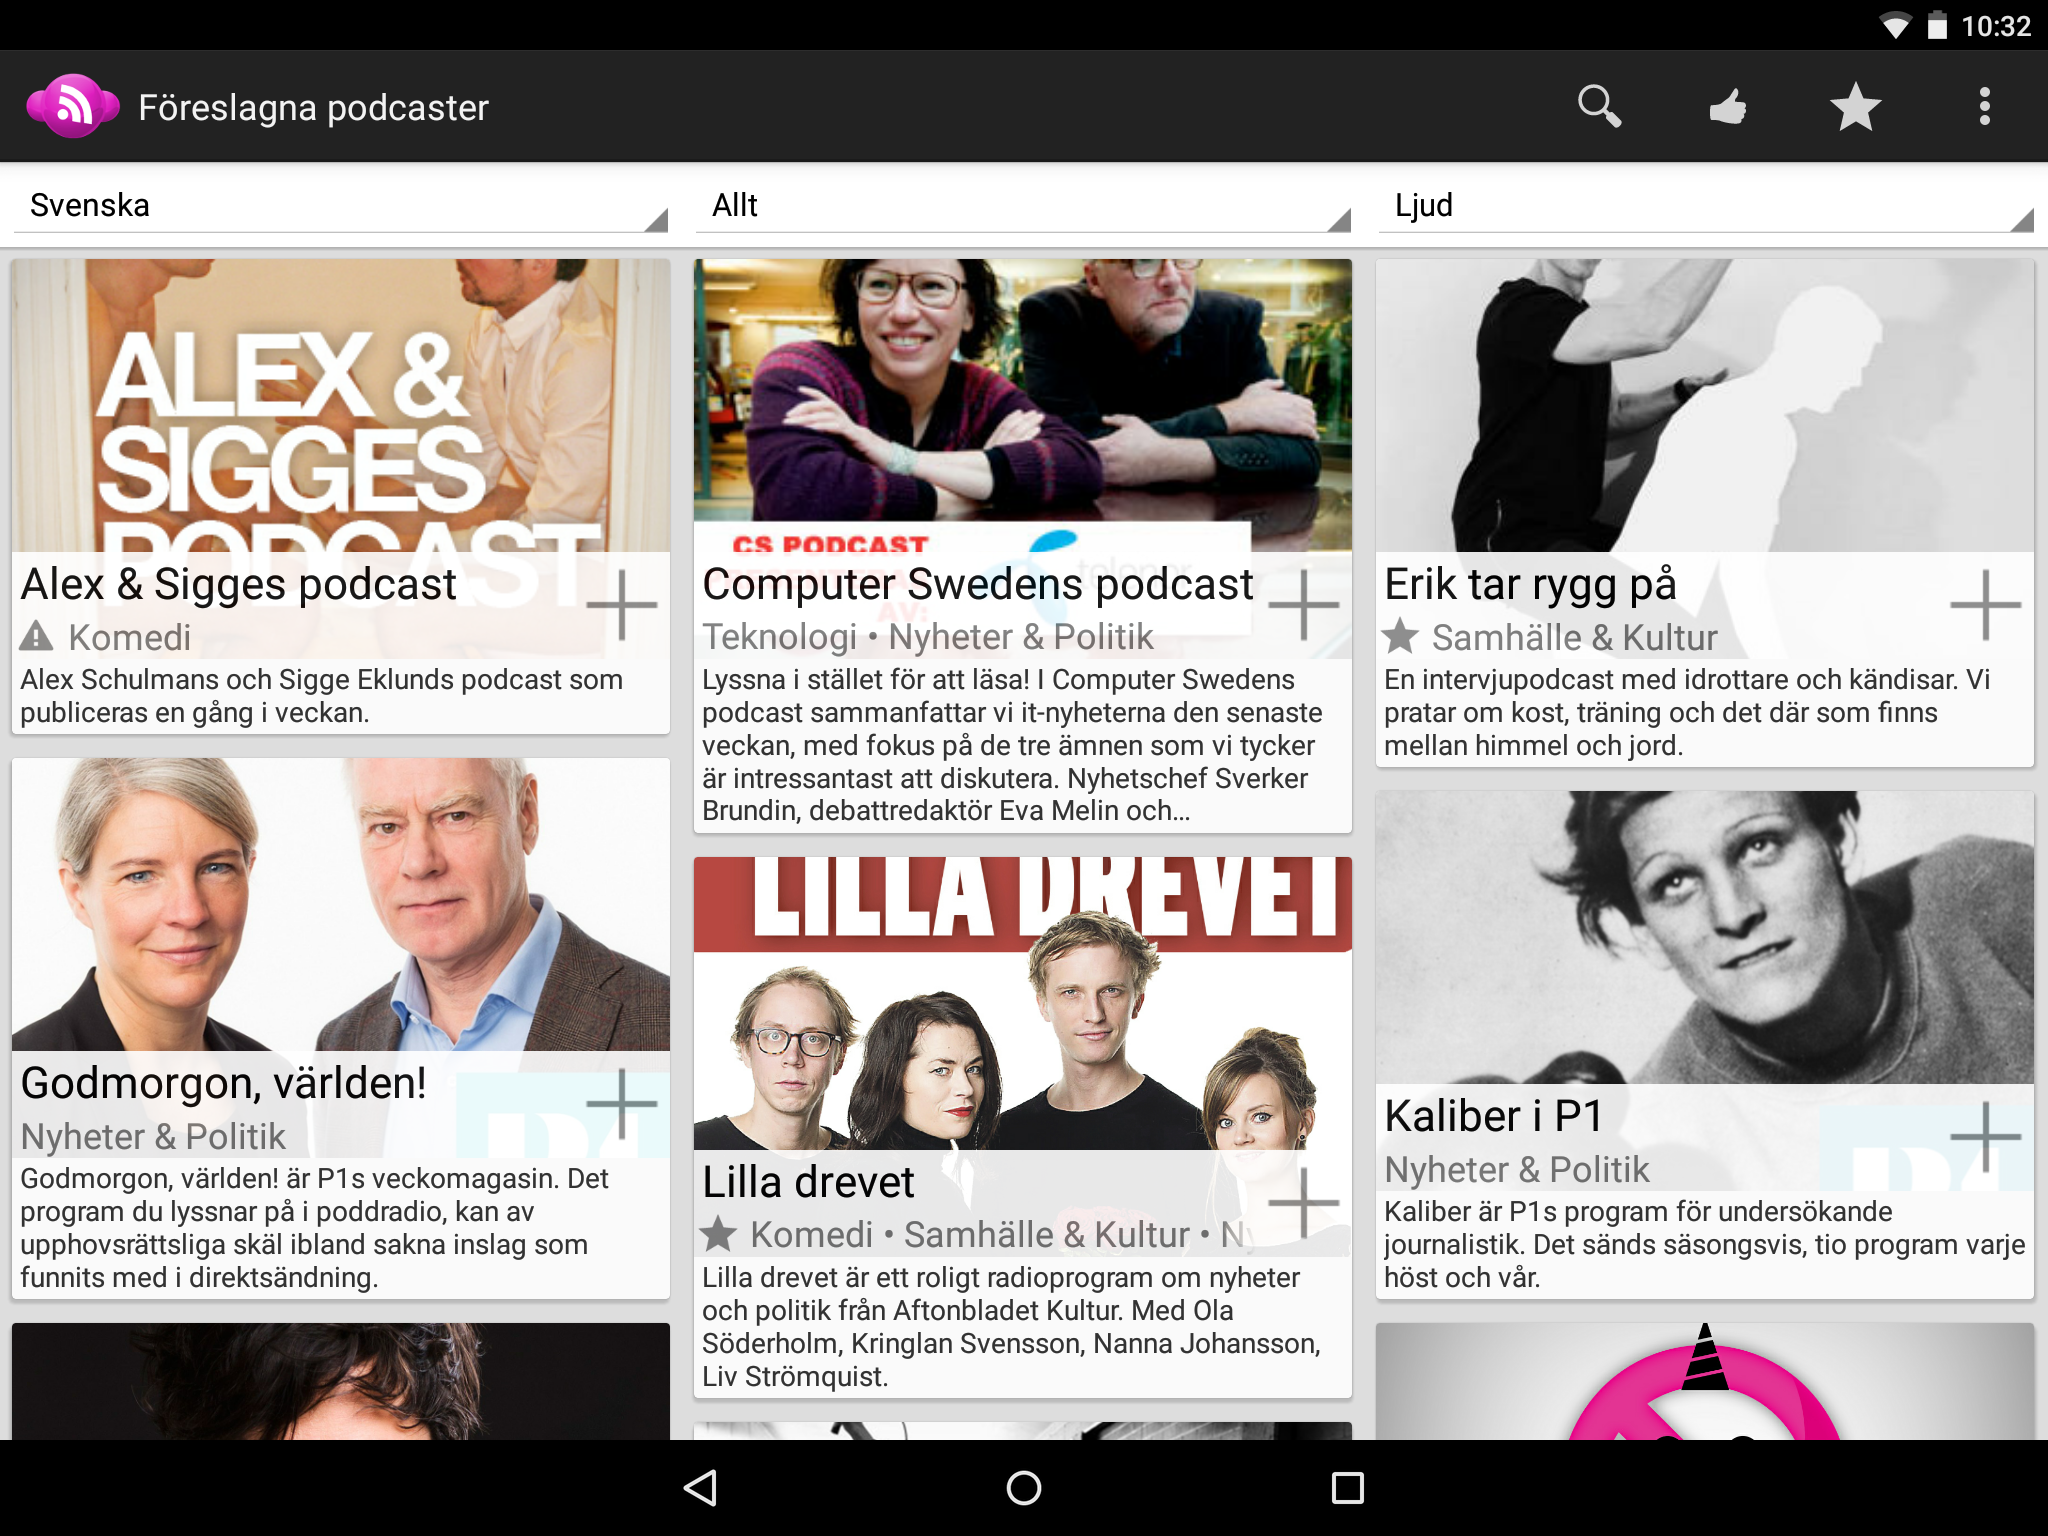 10:32
Föreslagna podcaster
Svenska
Allt
Ljud
ALEX &
SIGGES
PODCAST
Alex & Sigges podcast
Komedi
Alex Schulmans och Sigge Eklunds podcast som
publiceras en gång i veckan.
Godmorgon, världen!
Nyheter & Politik
Godmorgon, världen! är P1s veckomagasin. Det
program du lyssnar på i poddradio, kan av
upphovsrättsliga skäl ibland sakna inslag som
funnits med i direktsändning.
CS PODCAST
PRESENTERAS
AV:
telenor
Computer Swedens podcast
Teknologi • Nyheter & Politik
Lyssna i stället för att läsa! I Computer Swedens
podcast sammanfattar vi it-nyheterna den senaste
veckan, med fokus på de tre ämnen som vi tycker
är intressantast att diskutera. Nyhetschef Sverker
Brundin, debattredaktör Eva Melin och...
LILLA DREVET
Lilla drevet
Komedi • Samhälle & Kultur • Ny
Lilla drevet är ett roligt radioprogram om nyheter
och politik från Aftonbladet Kultur. Med Ola
Söderholm, Kringlan Svensson, Nanna Johansson,
Liv Strömquist.
Erik tar rygg på
Samhälle & Kultur
En intervjupodcast med idrottare och kändisar. Vi
pratar om kost, träning och det där som finns
mellan himmel och jord.
Kaliber i P1
Nyheter & Politik
Kaliber är P1s program för undersökande
journalistik. Det sänds säsongsvis, tio program varje
höst och vår.